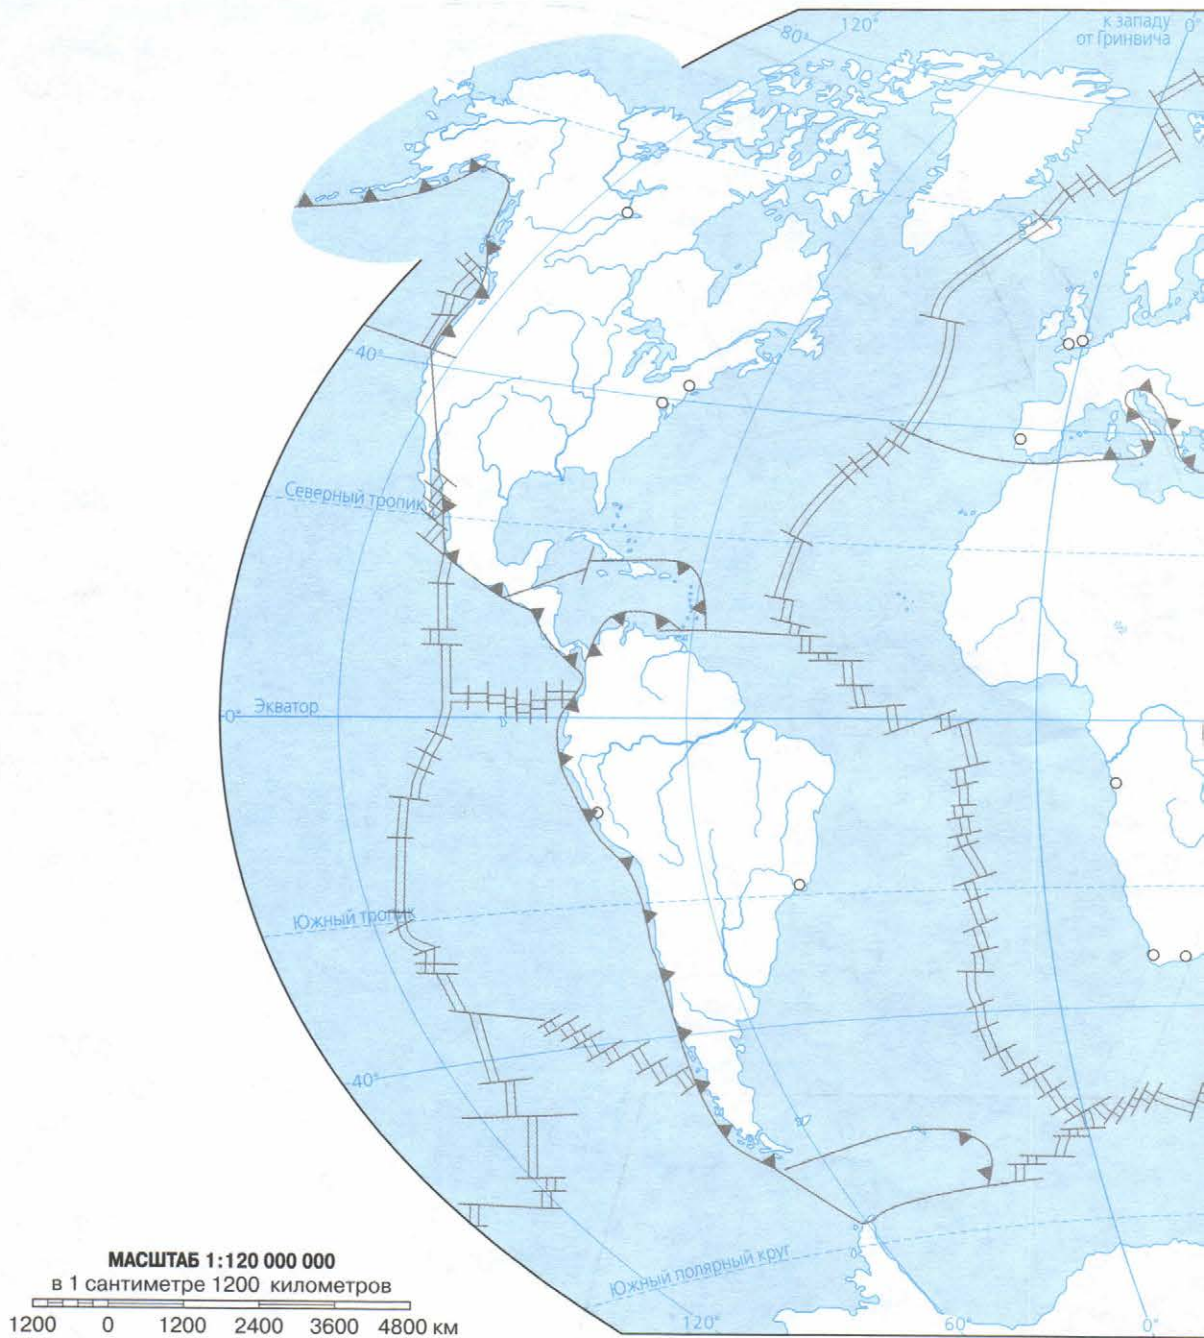 120°
к западу
от Гринвича
0°
80°
40°
Северный тропик
0°
Экватор
Южный тропик
40°
МАСШТАБ 1:120 000 000
в 1 сантиметре 1200 километров
1200 0 1200 2400 3600 4800 км
Южный полярный круг
120°
60°
0°